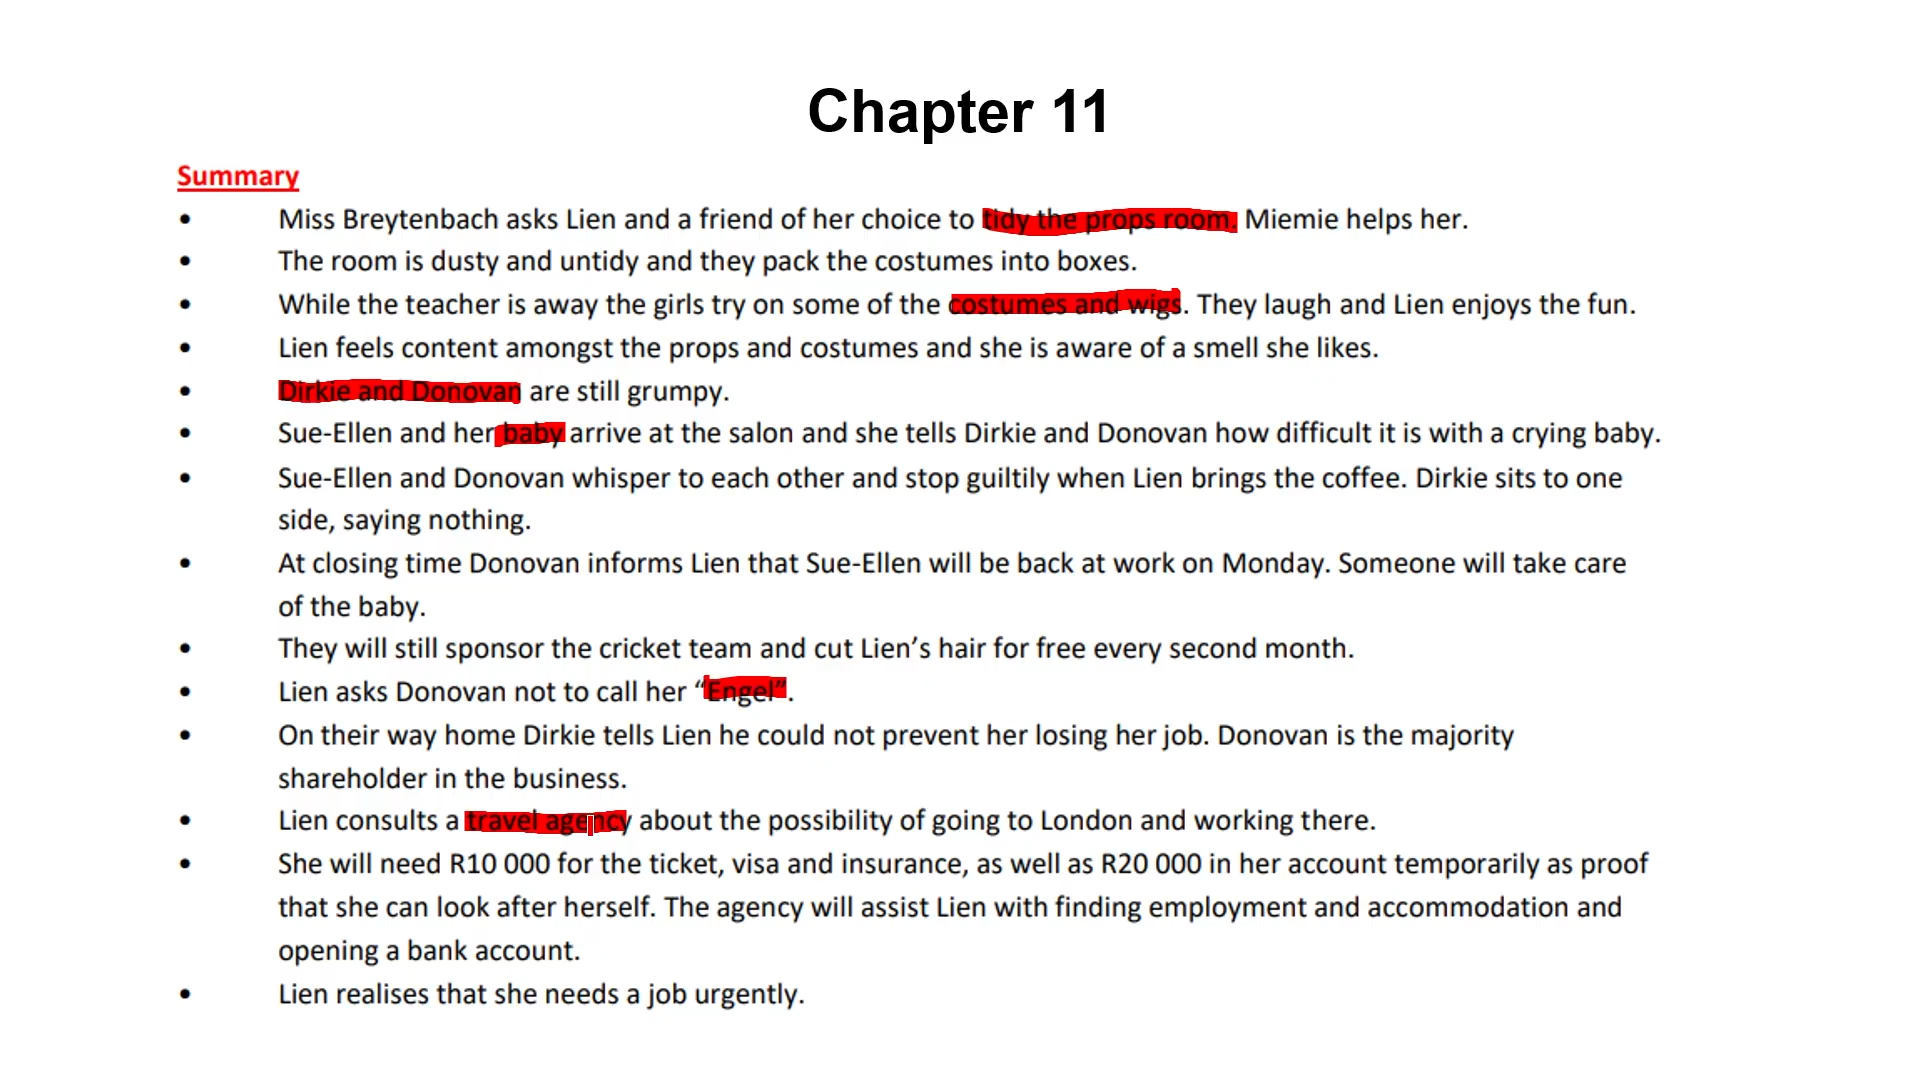 Chapter 11
Summary
• Miss Breytenbach asks Lien and a friend of her choice to tidy the props room. Miemie helps her.
• The room is dusty and untidy and they pack the costumes into boxes.
• While the teacher is away the girls try on some of the costumes and wigs. They laugh and Lien enjoys the fun.
• Lien feels content amongst the props and costumes and she is aware of a smell she likes.
• Dirkie and Donovan are still grumpy.
• Sue-Ellen and her baby arrive at the salon and she tells Dirkie and Donovan how difficult it is with a crying baby.
• Sue-Ellen and Donovan whisper to each other and stop guiltily when Lien brings the coffee. Dirkie sits to one
side, saying nothing.
• At closing time Donovan informs Lien that Sue-Ellen will be back at work on Monday. Someone will take care
of the baby.
• They will still sponsor the cricket team and cut Lien’s hair for free every second month.
• Lien asks Donovan not to call her “Engel”.
• On their way home Dirkie tells Lien he could not prevent her losing her job. Donovan is the majority
shareholder in the business.
• Lien consults a travel agency about the possibility of going to London and working there.
• She will need R10 000 for the ticket, visa and insurance, as well as R20 000 in her account temporarily as proof
that she can look after herself. The agency will assist Lien with finding employment and accommodation and
opening a bank account.
• Lien realises that she needs a job urgently.